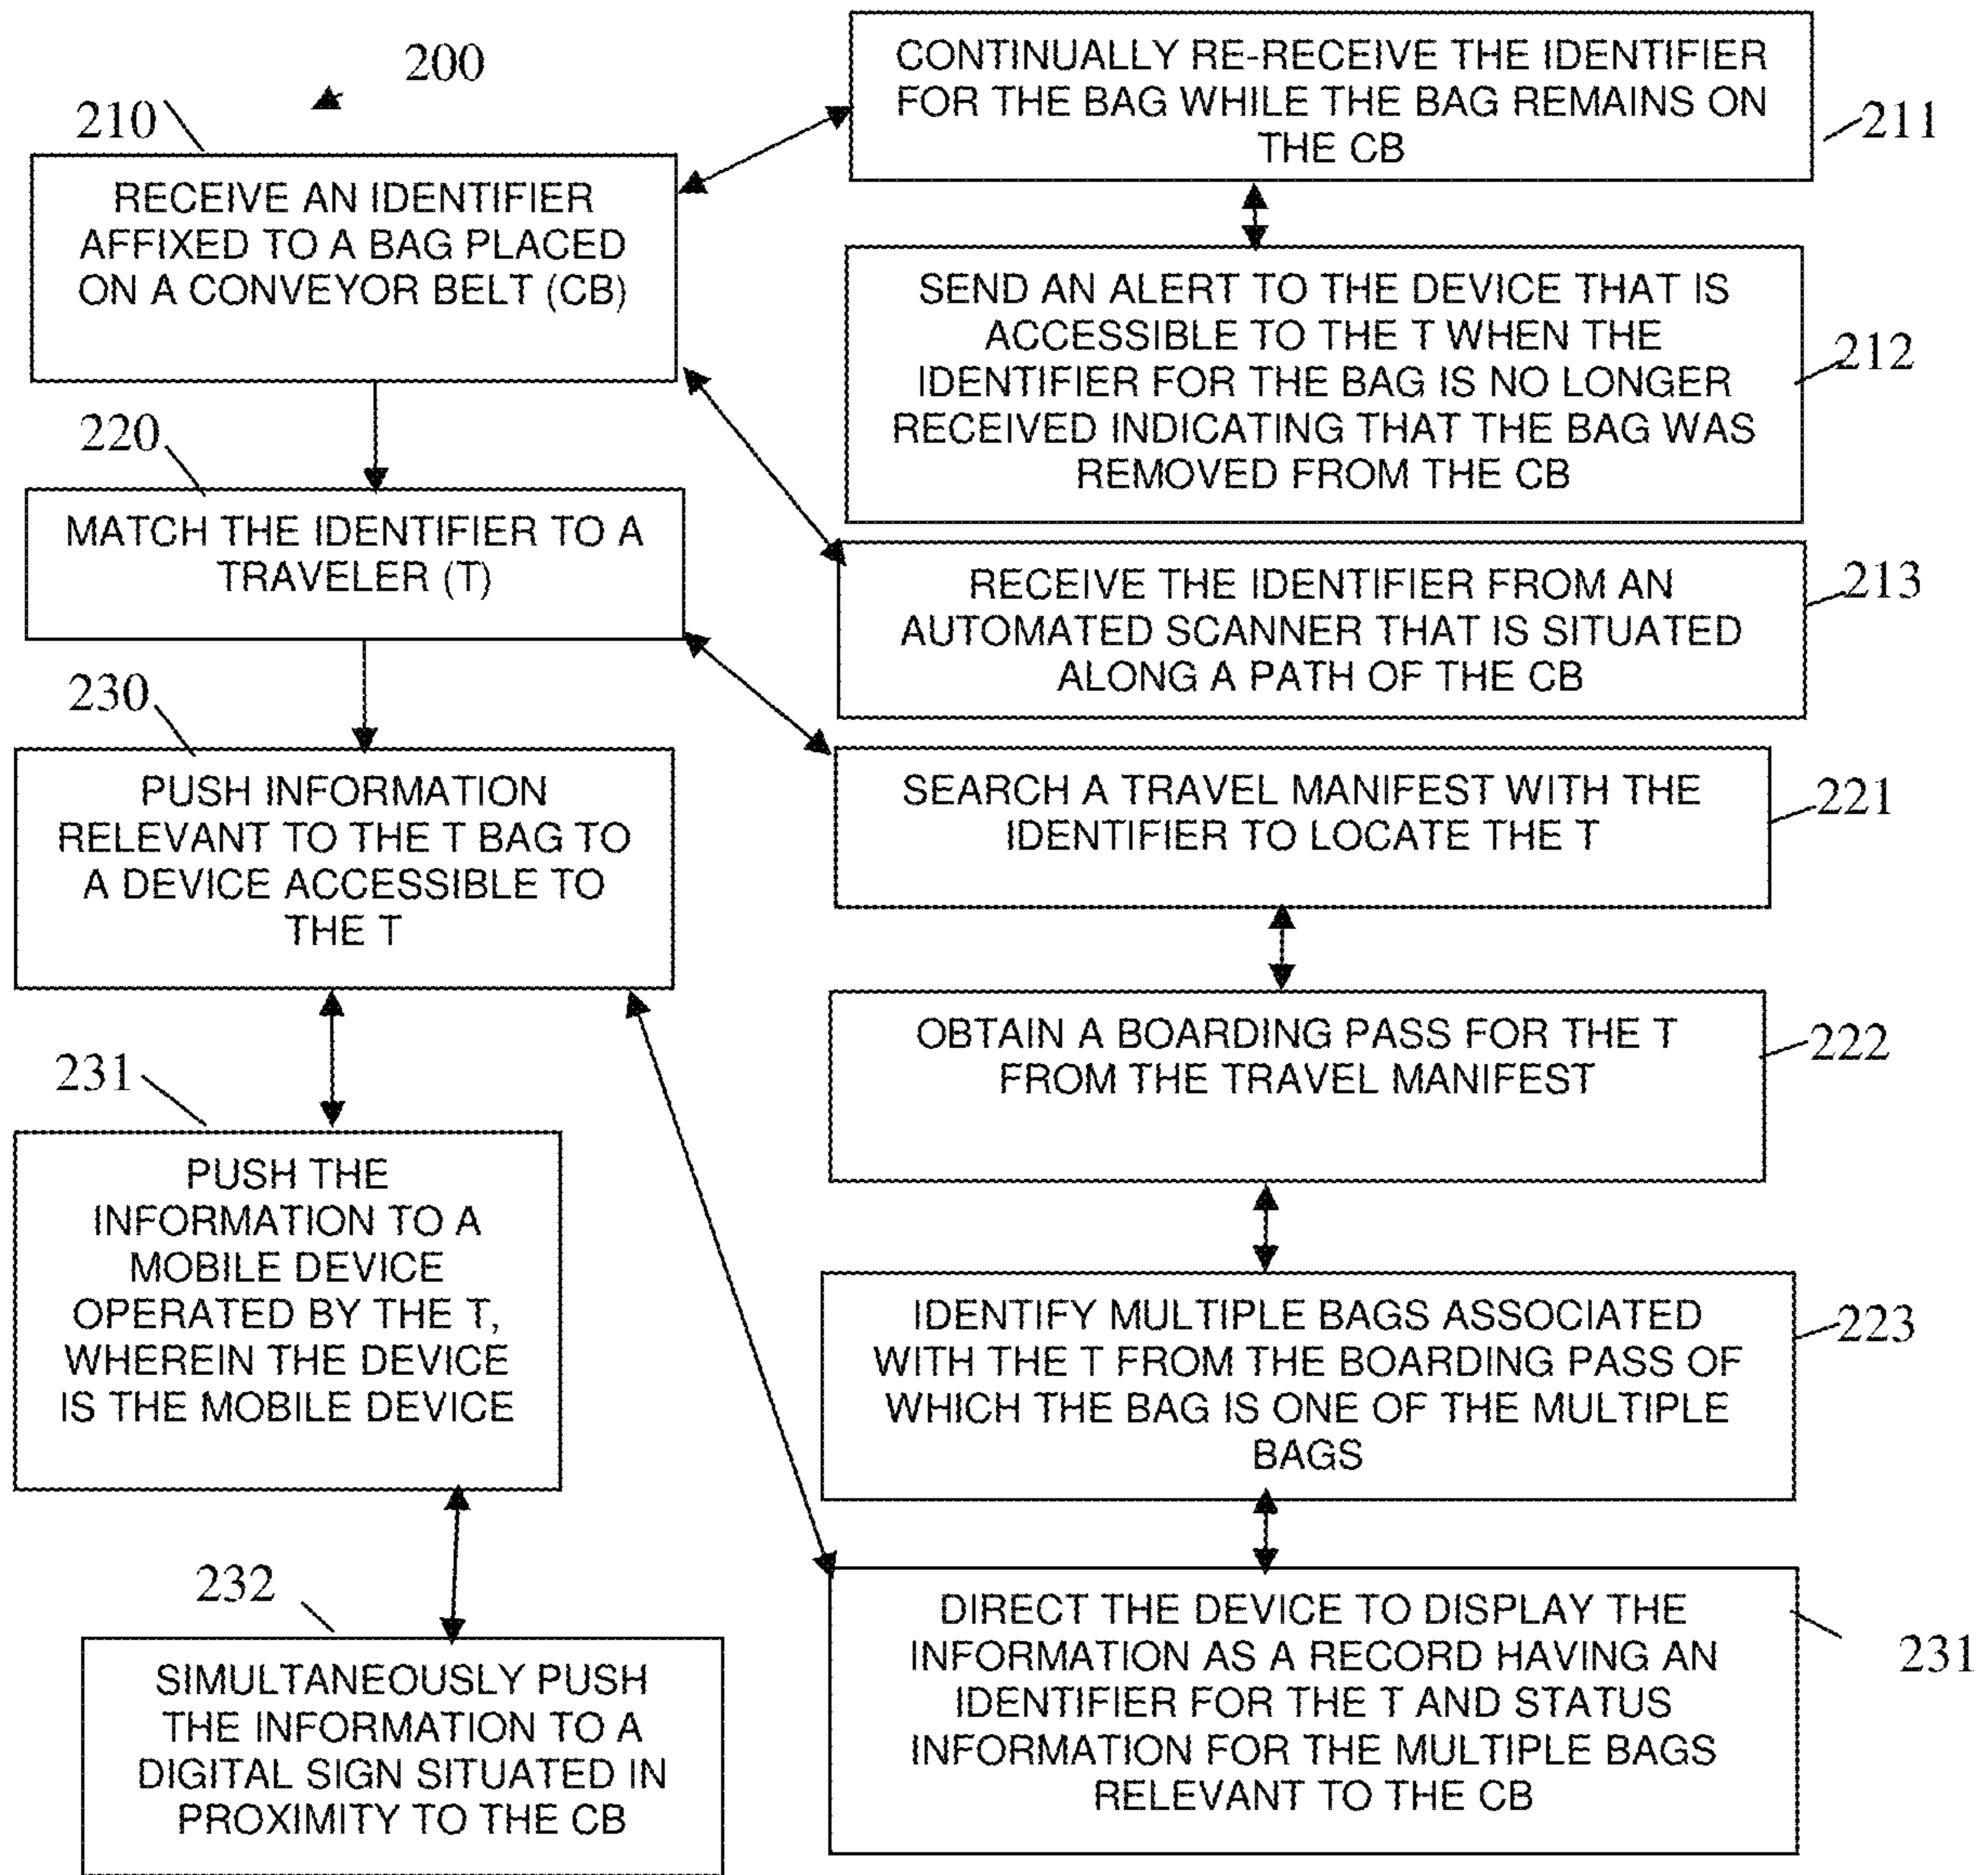 200
210
RECEIVE AN IDENTIFIER
AFFIXED TO A BAG PLACED
ON A CONVEYOR BELT (CB)
CONTINUALLY RE-RECEIVE THE IDENTIFIER
FOR THE BAG WHILE THE BAG REMAINS ON
THE CB
211
SEND AN ALERT TO THE DEVICE THAT IS
ACCESSIBLE TO THE T WHEN THE
IDENTIFIER FOR THE BAG IS NO LONGER
RECEIVED INDICATING THAT THE BAG WAS
REMOVED FROM THE CB
212
RECEIVE THE IDENTIFIER FROM AN
AUTOMATED SCANNER THAT IS SITUATED
ALONG A PATH OF THE CB
213
220
MATCH THE IDENTIFIER TO A
TRAVELER (T)
SEARCH A TRAVEL MANIFEST WITH THE
IDENTIFIER TO LOCATE THE T
221
OBTAIN A BOARDING PASS FOR THE T
FROM THE TRAVEL MANIFEST
222
IDENTIFY MULTIPLE BAGS ASSOCIATED
WITH THE T FROM THE BOARDING PASS OF
WHICH THE BAG IS ONE OF THE MULTIPLE
BAGS
223
230
PUSH INFORMATION
RELEVANT TO THE T BAG TO
A DEVICE ACCESSIBLE TO
THE T
231
PUSH THE
INFORMATION TO A
MOBILE DEVICE
OPERATED BY THE T,
WHEREIN THE DEVICE
IS THE MOBILE DEVICE
232
SIMULTANEOUSLY PUSH
THE INFORMATION TO A
DIGITAL SIGN SITUATED IN
PROXIMITY TO THE CB
DIRECT THE DEVICE TO DISPLAY THE
INFORMATION AS A RECORD HAVING AN
IDENTIFIER FOR THE T AND STATUS
INFORMATION FOR THE MULTIPLE BAGS
RELEVANT TO THE CB
231